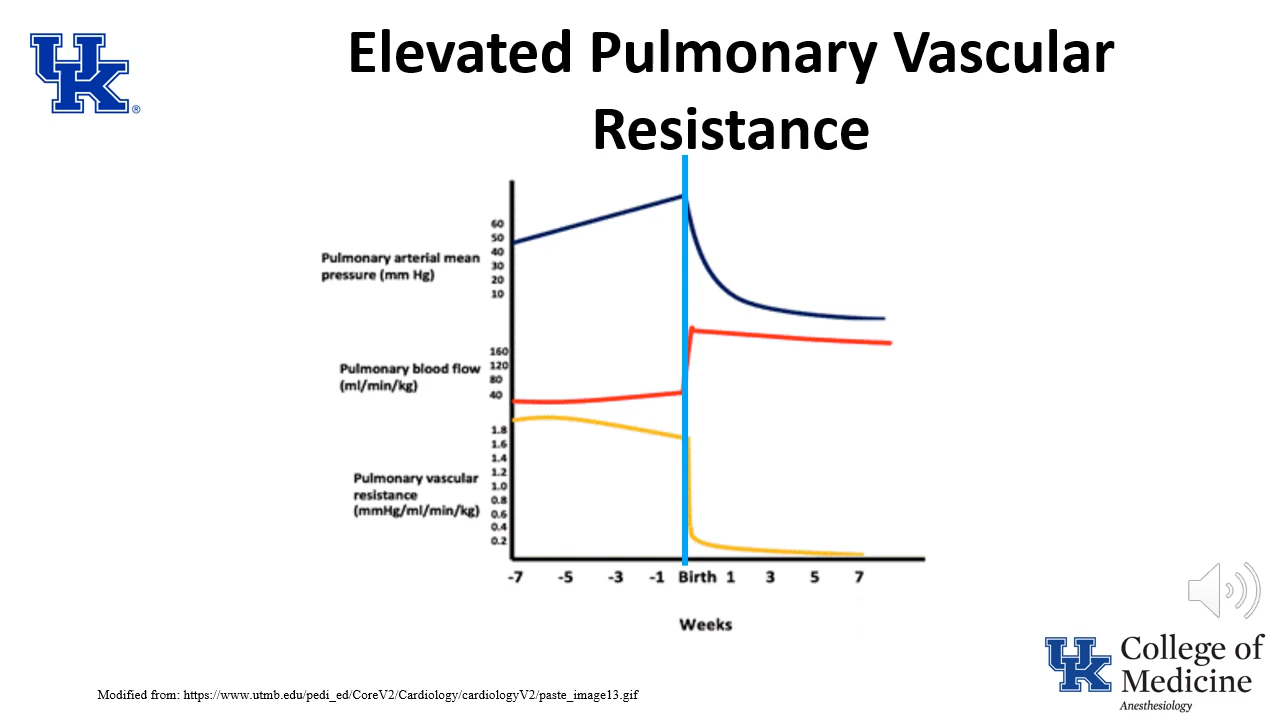 UK ®
Elevated Pulmonary Vascular
Resistance
Pulmonary arterial mean
pressure (mm Hg)
60
50
40
30
20
10
Pulmonary blood flow
(ml/min/kg)
160
120
80
40
Pulmonary vascular
resistance
(mmHg/ml/min/kg)
1.8
1.6
1.4
1.2
1.0
0.8
0.6
0.4
0.2
-7 -5 -3 -1 Birth 1 3 5 7
Weeks
UK College of
Medicine
Anesthesiology
Modified from: https://www.utmb.edu/pedi_ed/CoreV2/Cardiology/cardiologyV2/paste_image13.gif